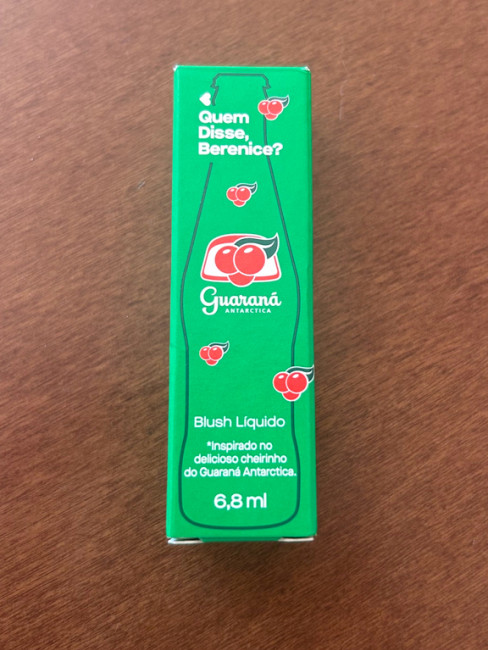 Quem
Disse,
Berenice?
Guaraná
ANTARCTICA
Blush Líquido
*Inspirado no
delicioso cheirinho
do Guaraná Antarctica.
6,8 ml